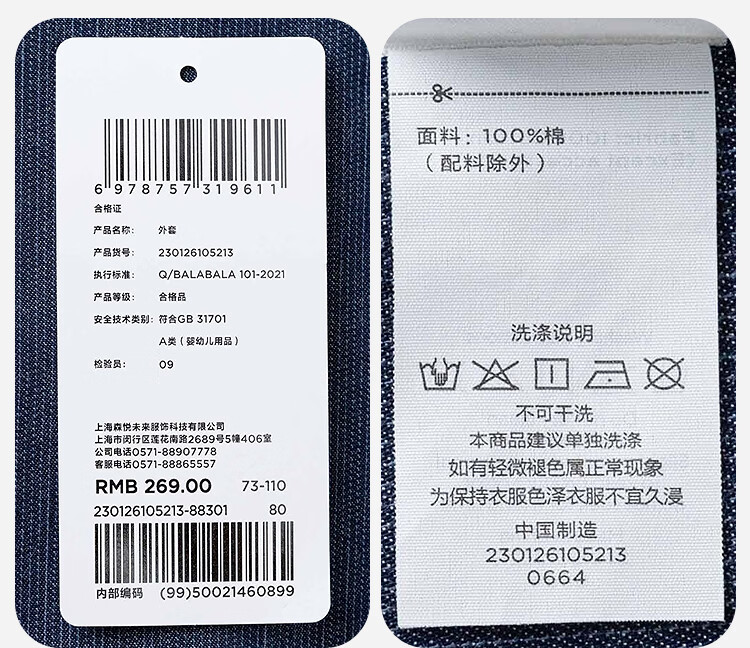 6 978757 319611
合格证
产品名称: 外套
产品货号: 230126105213
执行标准: Q/BALABALA 101-2021
产品等级: 合格品
安全技术类别: 符合GB 31701
A类(婴幼儿用品)
检验员: 09
上海森悦未来服饰科技有限公司
上海市闵行区莲花南路2689号5幢406室
公司电话0571-88907778
客服电话0571-88865557
RMB 269.00 73-110
230126105213-88301 80
内部编码 (99)50021460899
面料: 100%棉
(配料除外)
洗涤说明
不可干洗
本商品建议单独洗涤
如有轻微褪色属正常现象
为保持衣服色泽衣服不宜久浸
中国制造
230126105213
0664